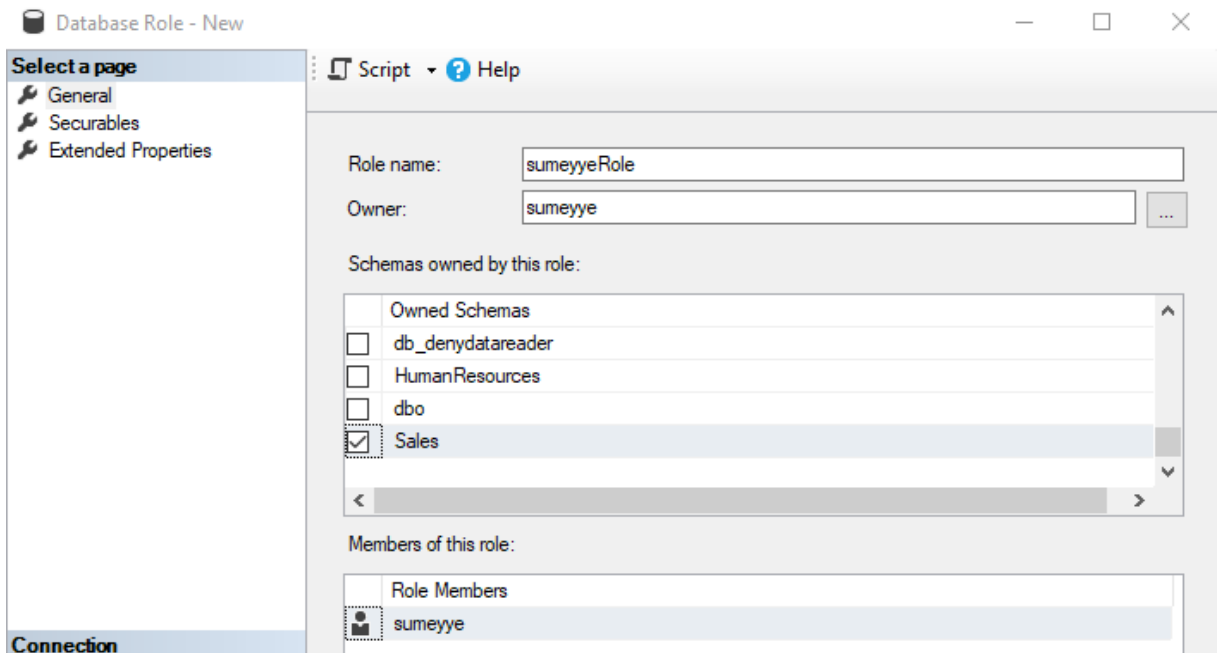 Database Role - New
Select a page
General
Securables
Extended Properties
Connection
Script
Help
Role name: sumeyyeRole
Owner: sumeyye ...
Schemas owned by this role:
Owned Schemas
db_denydatareader
HumanResources
dbo
Sales
Members of this role:
Role Members
sumeyye